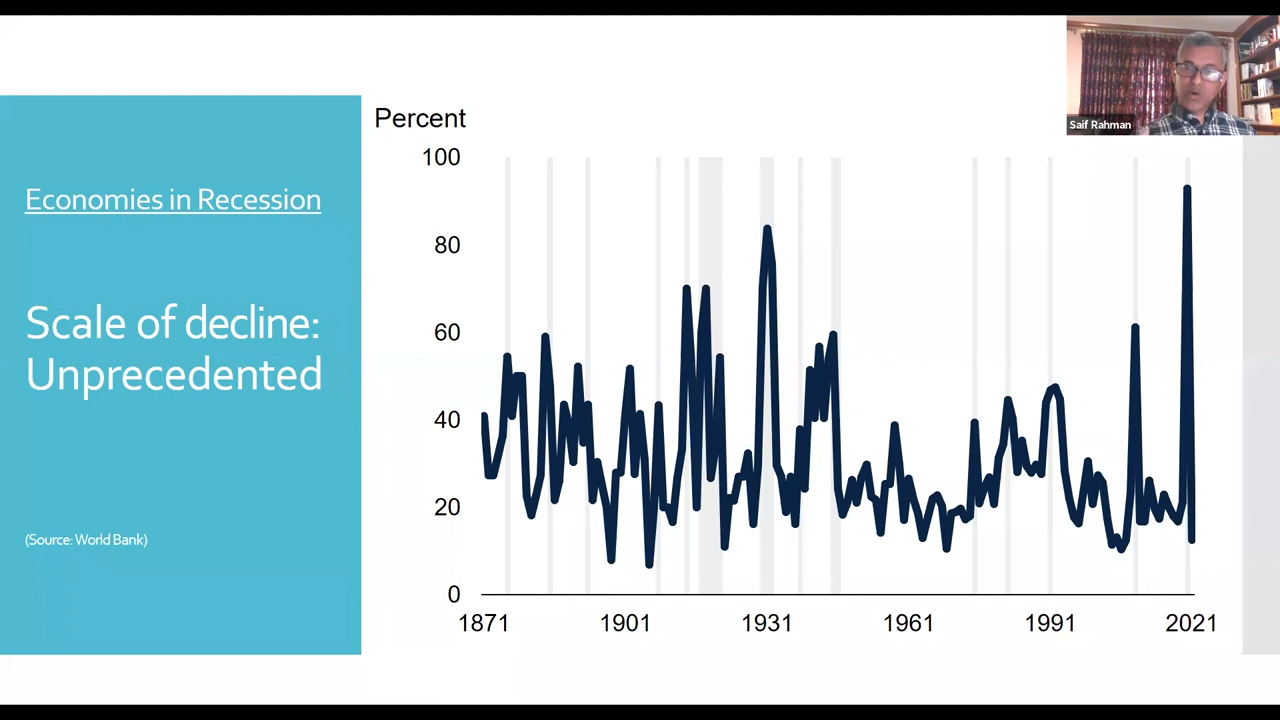 Economies in Recession
Scale of decline:
Unprecedented
(Source: World Bank)
Percent
100
80
60
40
20
0
1871
1901
1931
1961
1991
2021
Saif Rahman